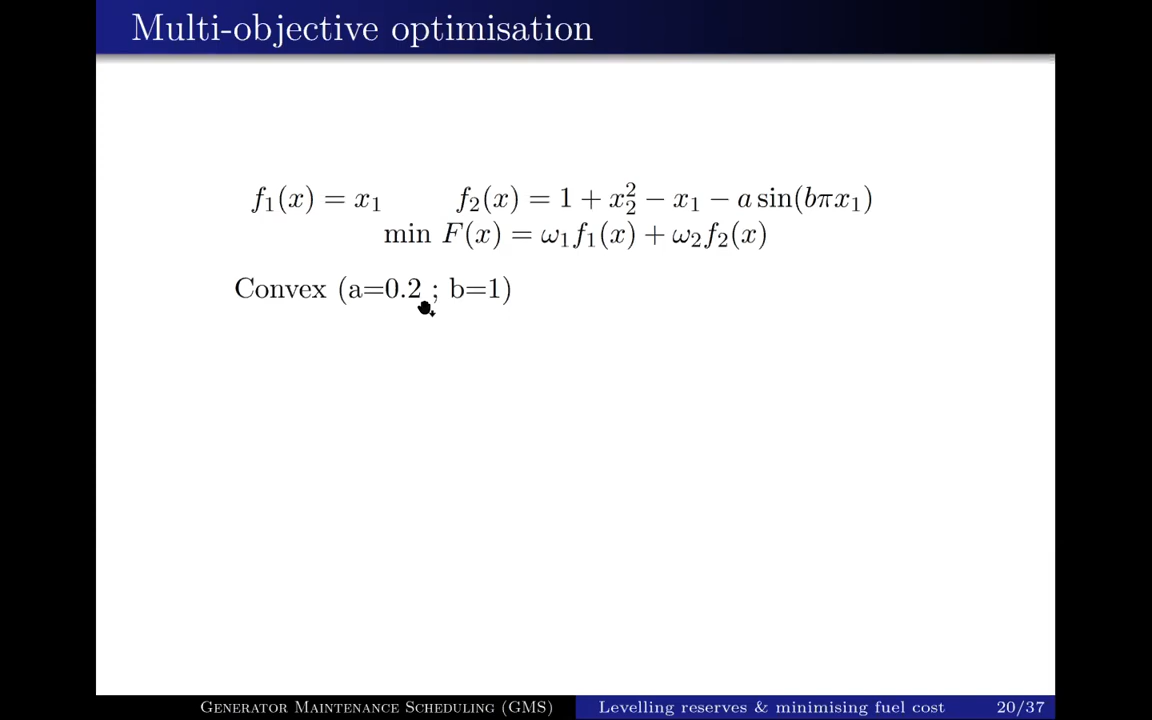 Multi-objective optimisation
f₁(x) = x₁  f₂(x) = 1 + x₂² − x₁ − a sin(bπx₁)
min F(x) = ω₁f₁(x) + ω₂f₂(x)
Convex (a=0.2 ; b=1)
Generator Maintenance Scheduling (GMS) Levelling reserves & minimising fuel cost 20/37